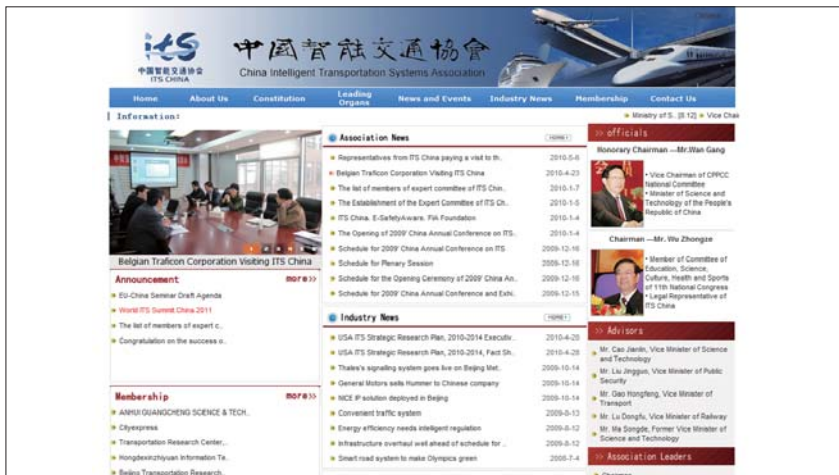 Chinese
its
中國智能交通協會
中国智能交通协会
ITS CHINA
China Intelligent Transportation Systems Association
Home
About Us
Constitution
Leading
Organs
News and Events
Industry News
Membership
Contact Us
Information:
Ministry of S.. [8.12]
Vice Chai
Belgian Traficon Corporation Visiting ITS China
Announcement more>>
EU-China Seminar Draft Agenda
World ITS Summit China 2011
The list of members of expert c..
Congratulation on the success o..
Membership more>>
ANHUI GUANGCHENG SCIENCE & TECH..
Cityexpress
Transportation Research Center,..
Hongdexinzhiyuan Information Te..
Beijing Transportation Research..
Association News
Representatives from ITS China paying a visit to th.. 2010-5-6
Belgian Traficon Corporation Visiting ITS China 2010-4-23
The list of members of expert committee of ITS Chin.. 2010-1-7
The Establishment of the Expert Committee of ITS Ch.. 2010-1-5
ITS China. E-SafetyAware. FIA Foundation 2010-1-4
The Opening of 2009' China Annual Conference on ITS.. 2010-1-4
Schedule for 2009' China Annual Conference on ITS 2009-12-16
Schedule for Plenary Session 2009-12-16
Schedule for the Opening Ceremony of 2009' China An.. 2009-12-16
Schedule for 2009' China Annual Conference and Exhi.. 2009-12-15
Industry News
USA ITS Strategic Research Plan, 2010-2014 Executiv.. 2010-4-20
USA ITS Strategic Research Plan, 2010-2014, Fact Sh.. 2010-4-28
Thales's signalling system goes live on Beijing Met.. 2009-10-14
General Motors sells Hummer to Chinese company 2009-10-14
NICE IP solution deployed in Beijing 2009-10-14
Convenient traffic system 2009-8-13
Energy efficiency needs intelligent regulation 2009-8-12
Infrastructure overhaul well ahead of schedule for .. 2009-8-12
Smart road system to make Olympics green 2008-7-4
>> officials
Honorary Chairman —Mr.Wan Gang
• Vice Chairman of CPPCC
National Committee
• Minister of Science and
Technology of the People's
Republic of China
Chairman —Mr. Wu Zhongze
• Member of Committee of
Education, Science,
Culture, Health and Sports
of 11th National Congress
• Legal Representative of
ITS China
>> Advisors
Mr. Cao Jianlin, Vice Minister of Science
and Technology
Mr. Liu Jingguo, Vice Minister of Public
Security
Mr. Gao Hongfeng, Vice Minister of
Transport
Mr. Lu Dongfu, Vice Minister of Railway
Mr. Ma Songde, Former Vice Minister of
Science and Technology
>> Association Leaders
Chairman